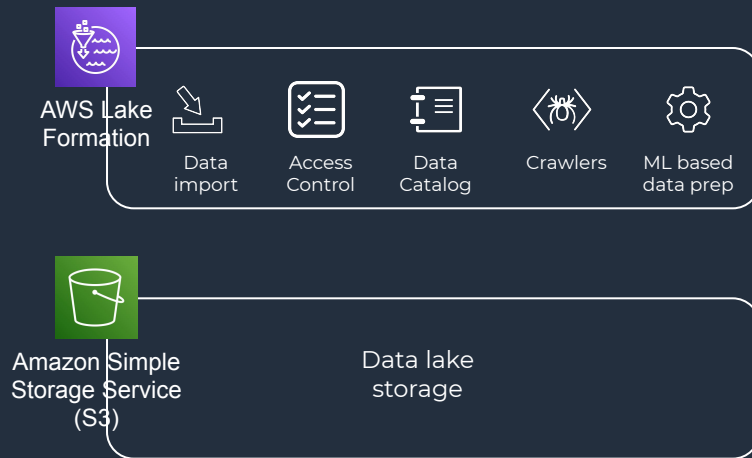 AWS Lake
Formation
Data
import
Access
Control
Data
Catalog
Crawlers
ML based
data prep
Amazon Simple
Storage Service
(S3)
Data lake
storage